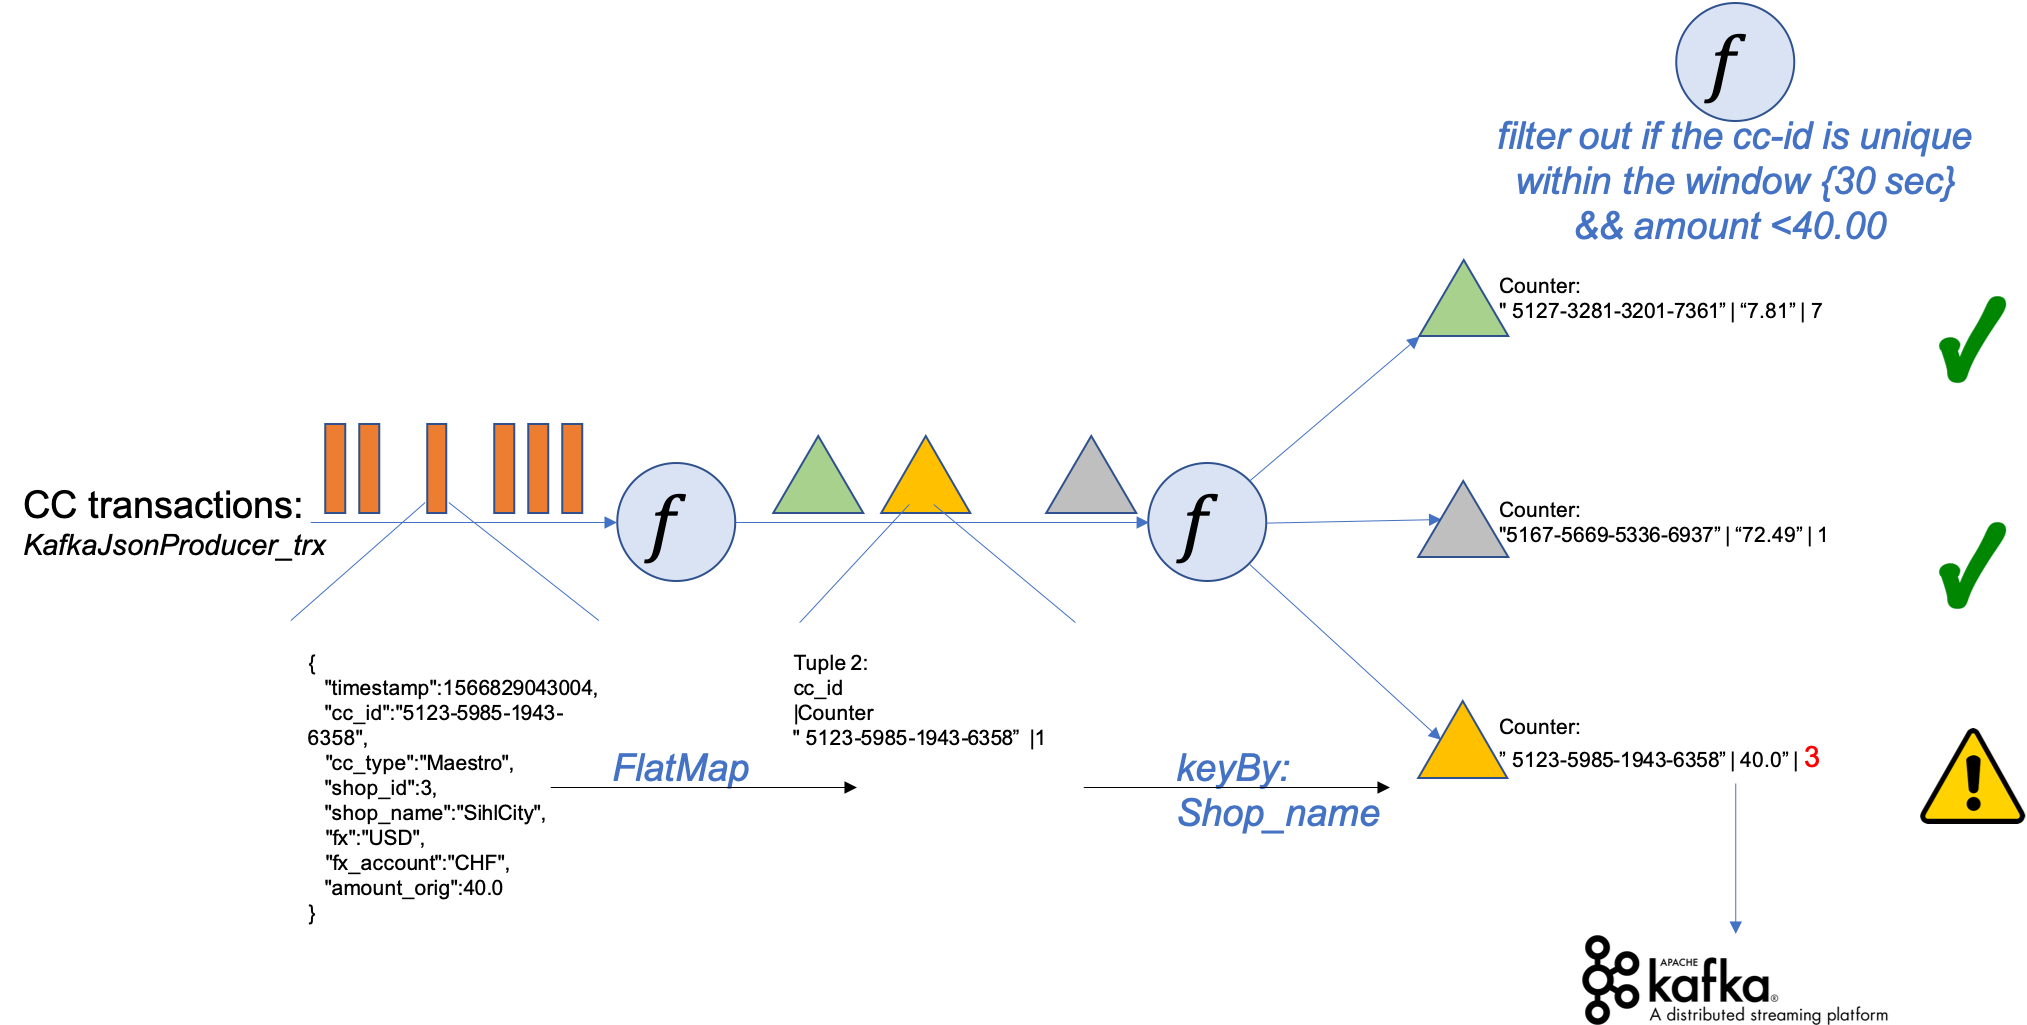 f
filter out if the cc-id is unique
within the window {30 sec}
&& amount <40.00
Counter:
" 5127-3281-3201-7361” | “7.81” | 7
CC transactions:
KafkaJsonProducer_trx
f
f
Counter:
"5167-5669-5336-6937” | “72.49” | 1
{
"timestamp":1566829043004,
"cc_id":"5123-5985-1943-
6358",
"cc_type":"Maestro",
"shop_id":3,
"shop_name":"SihlCity",
"fx":"USD",
"fx_account":"CHF",
"amount_orig":40.0
}
FlatMap
Tuple 2:
cc_id
|Counter
" 5123-5985-1943-6358” |1
keyBy:
Shop_name
Counter:
” 5123-5985-1943-6358” | 40.0” | 3
APACHE
kafka®
A distributed streaming platform